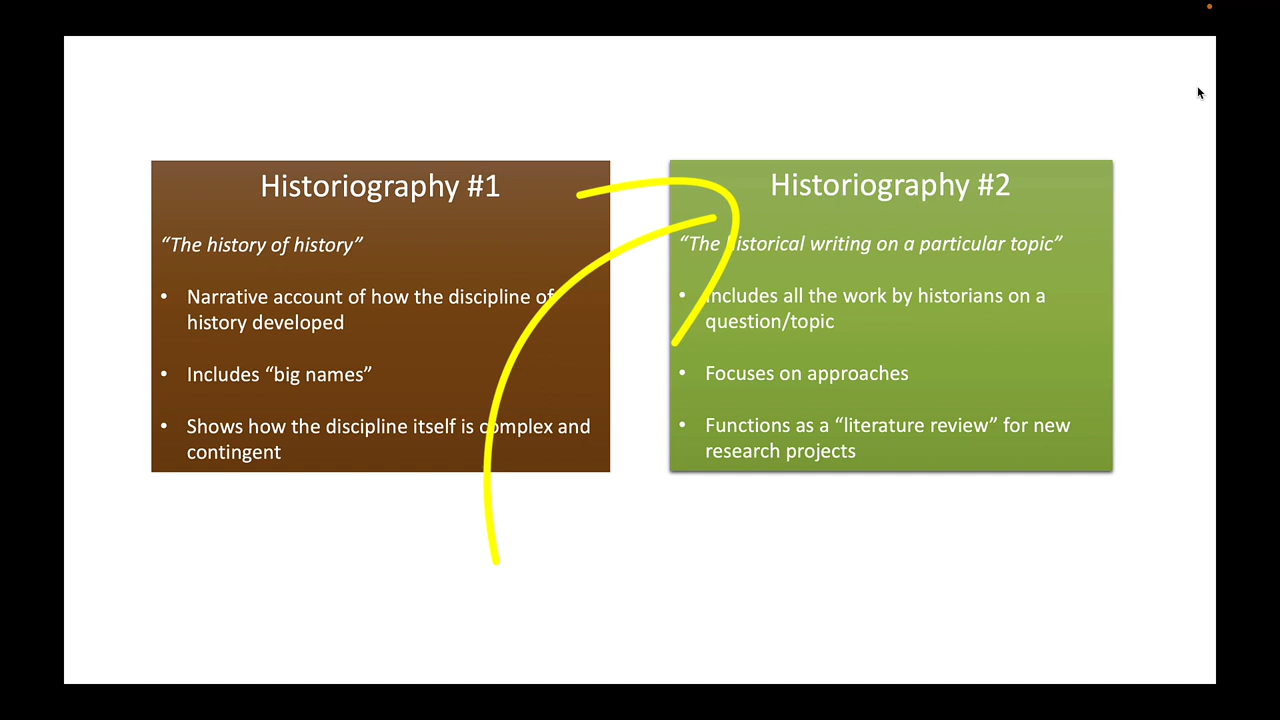 Historiography #1
“The history of history”
• Narrative account of how the discipline of
history developed
• Includes “big names”
• Shows how the discipline itself is complex and
contingent
Historiography #2
“The historical writing on a particular topic”
• Includes all the work by historians on a
question/topic
• Focuses on approaches
• Functions as a “literature review” for new
research projects